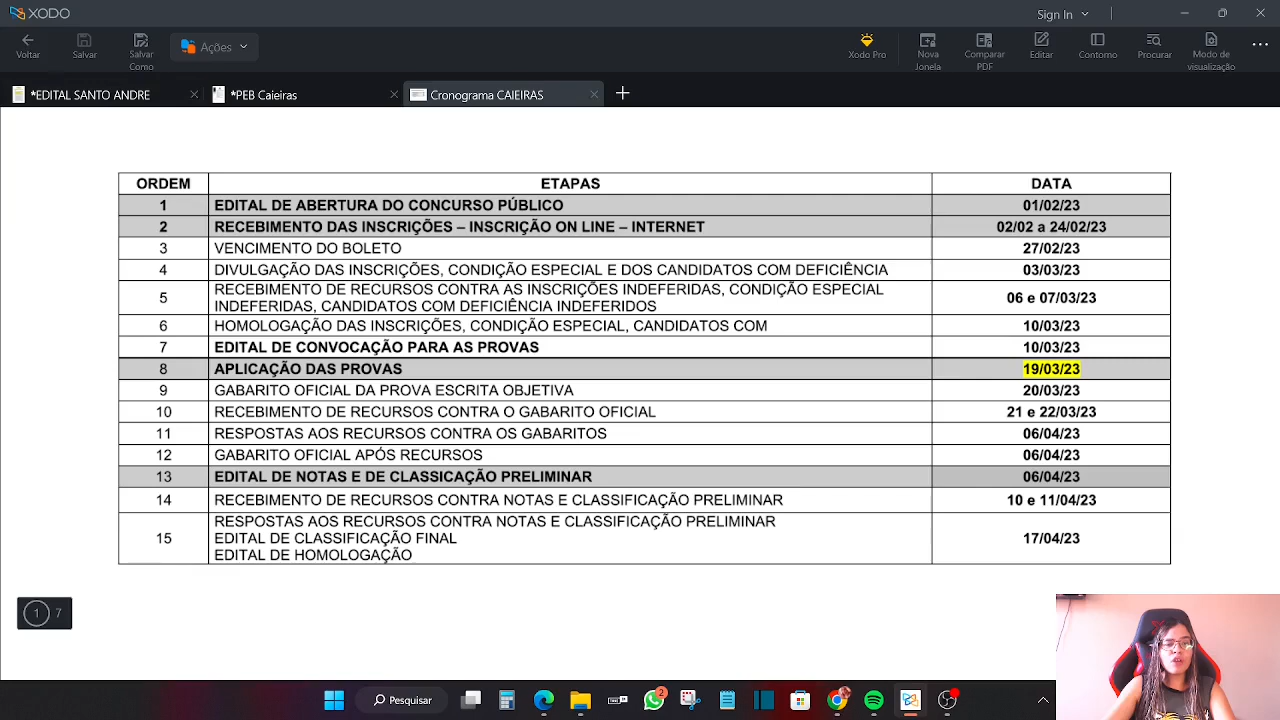 XODO
Sign In
Voltar
Salvar
Salvar Como
Ações
Xodo Pro
Nova Jonela
Comparar PDF
Editar
Contorno
Procurar
Modo de visualização
*EDITAL SANTO ANDRE
*PEB Caieiras
Cronograma CAIEIRAS
ORDEM ETAPAS DATA
1 EDITAL DE ABERTURA DO CONCURSO PÚBLICO 01/02/23
2 RECEBIMENTO DAS INSCRIÇÕES – INSCRIÇÃO ON LINE – INTERNET 02/02 a 24/02/23
3 VENCIMENTO DO BOLETO 27/02/23
4 DIVULGAÇÃO DAS INSCRIÇÕES, CONDIÇÃO ESPECIAL E DOS CANDIDATOS COM DEFICIÊNCIA 03/03/23
5 RECEBIMENTO DE RECURSOS CONTRA AS INSCRIÇÕES INDEFERIDAS, CONDIÇÃO ESPECIAL
INDEFERIDAS, CANDIDATOS COM DEFICIÊNCIA INDEFERIDOS 06 e 07/03/23
6 HOMOLOGAÇÃO DAS INSCRIÇÕES, CONDIÇÃO ESPECIAL, CANDIDATOS COM 10/03/23
7 EDITAL DE CONVOCAÇÃO PARA AS PROVAS 10/03/23
8 APLICAÇÃO DAS PROVAS 19/03/23
9 GABARITO OFICIAL DA PROVA ESCRITA OBJETIVA 20/03/23
10 RECEBIMENTO DE RECURSOS CONTRA O GABARITO OFICIAL 21 e 22/03/23
11 RESPOSTAS AOS RECURSOS CONTRA OS GABARITOS 06/04/23
12 GABARITO OFICIAL APÓS RECURSOS 06/04/23
13 EDITAL DE NOTAS E DE CLASSICAÇÃO PRELIMINAR 06/04/23
14 RECEBIMENTO DE RECURSOS CONTRA NOTAS E CLASSIFICAÇÃO PRELIMINAR 10 e 11/04/23
RESPOSTAS AOS RECURSOS CONTRA NOTAS E CLASSIFICAÇÃO PRELIMINAR
15 EDITAL DE CLASSIFICAÇÃO FINAL 17/04/23
EDITAL DE HOMOLOGAÇÃO
1 7
Pesquisar
2